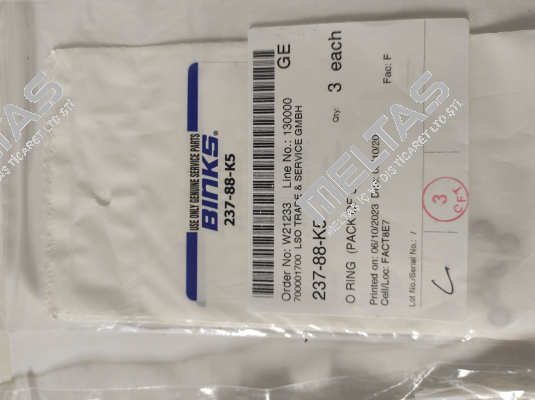 USE ONLY GENUINE SERVICE PARTS
BINKS®
237-88-K5
Order No: W21233 Line No.: 130000
GE
700001700 LSO TRADE & SERVICE GMBH
237-88-K5
Qty: 3 each
O RING (PACK OF
Printed on: 06/10/2023
Cell/Loc: FACT8E7
Fac: F
Lot No./Serial No.: /
3
CFT
MELTAS